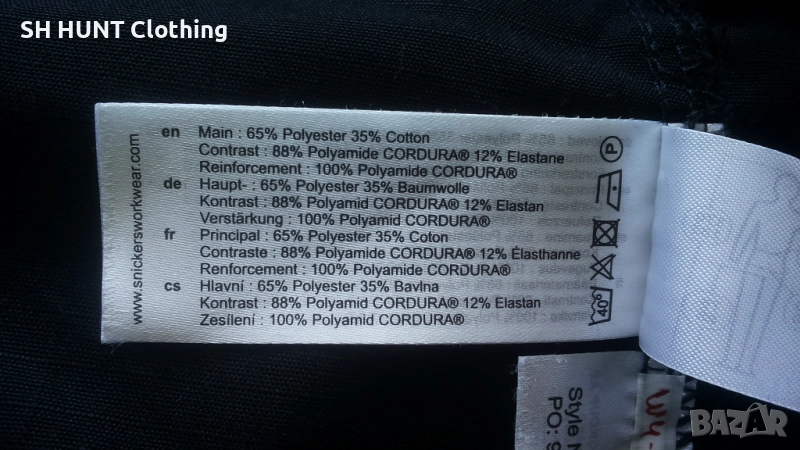 SH HUNT Clothing
en Main : 65% Polyester 35% Cotton
Contrast : 88% Polyamide CORDURA® 12% Elastane
Reinforcement : 100% Polyamide CORDURA®
de Haupt- : 65% Polyester 35% Baumwolle
Kontrast : 88% Polyamid CORDURA® 12% Elastan
Verstärkung : 100% Polyamid CORDURA®
fr Principal : 65% Polyester 35% Coton
Contraste : 88% Polyamide CORDURA® 12% Élasthanne
Renforcement : 100% Polyamide CORDURA®
cs Hlavní : 65% Polyester 35% Bavlna
Kontrast : 88% Polyamid CORDURA® 12% Elastan
Zesílení : 100% Polyamid CORDURA®
www.snickersworkwear.com
P
40°
Style
PO: 9
BAZAR